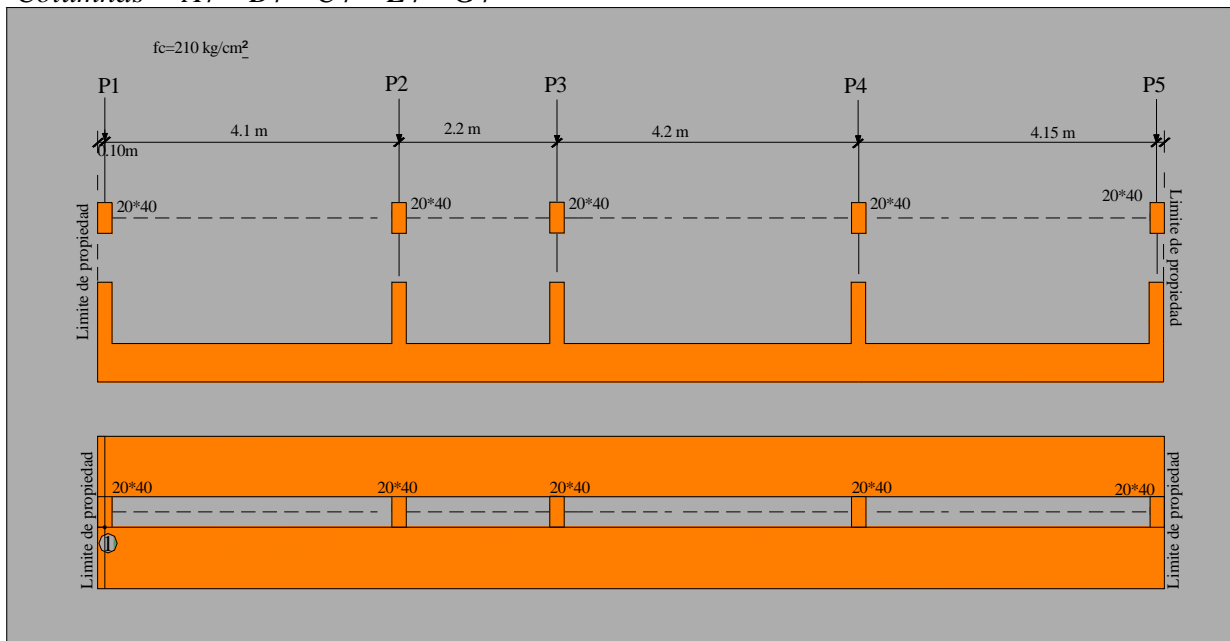 Columnas
fc=210 kg/cm²
P1 P2 P3 P4 P5
4.1 m 2.2 m 4.2 m 4.15 m
0.10m
20*40 20*40 20*40 20*40 20*40
Limite de propiedad
Limite de propiedad
20*40 20*40 20*40 20*40 20*40
Limite de propiedad
Limite de propiedad
1